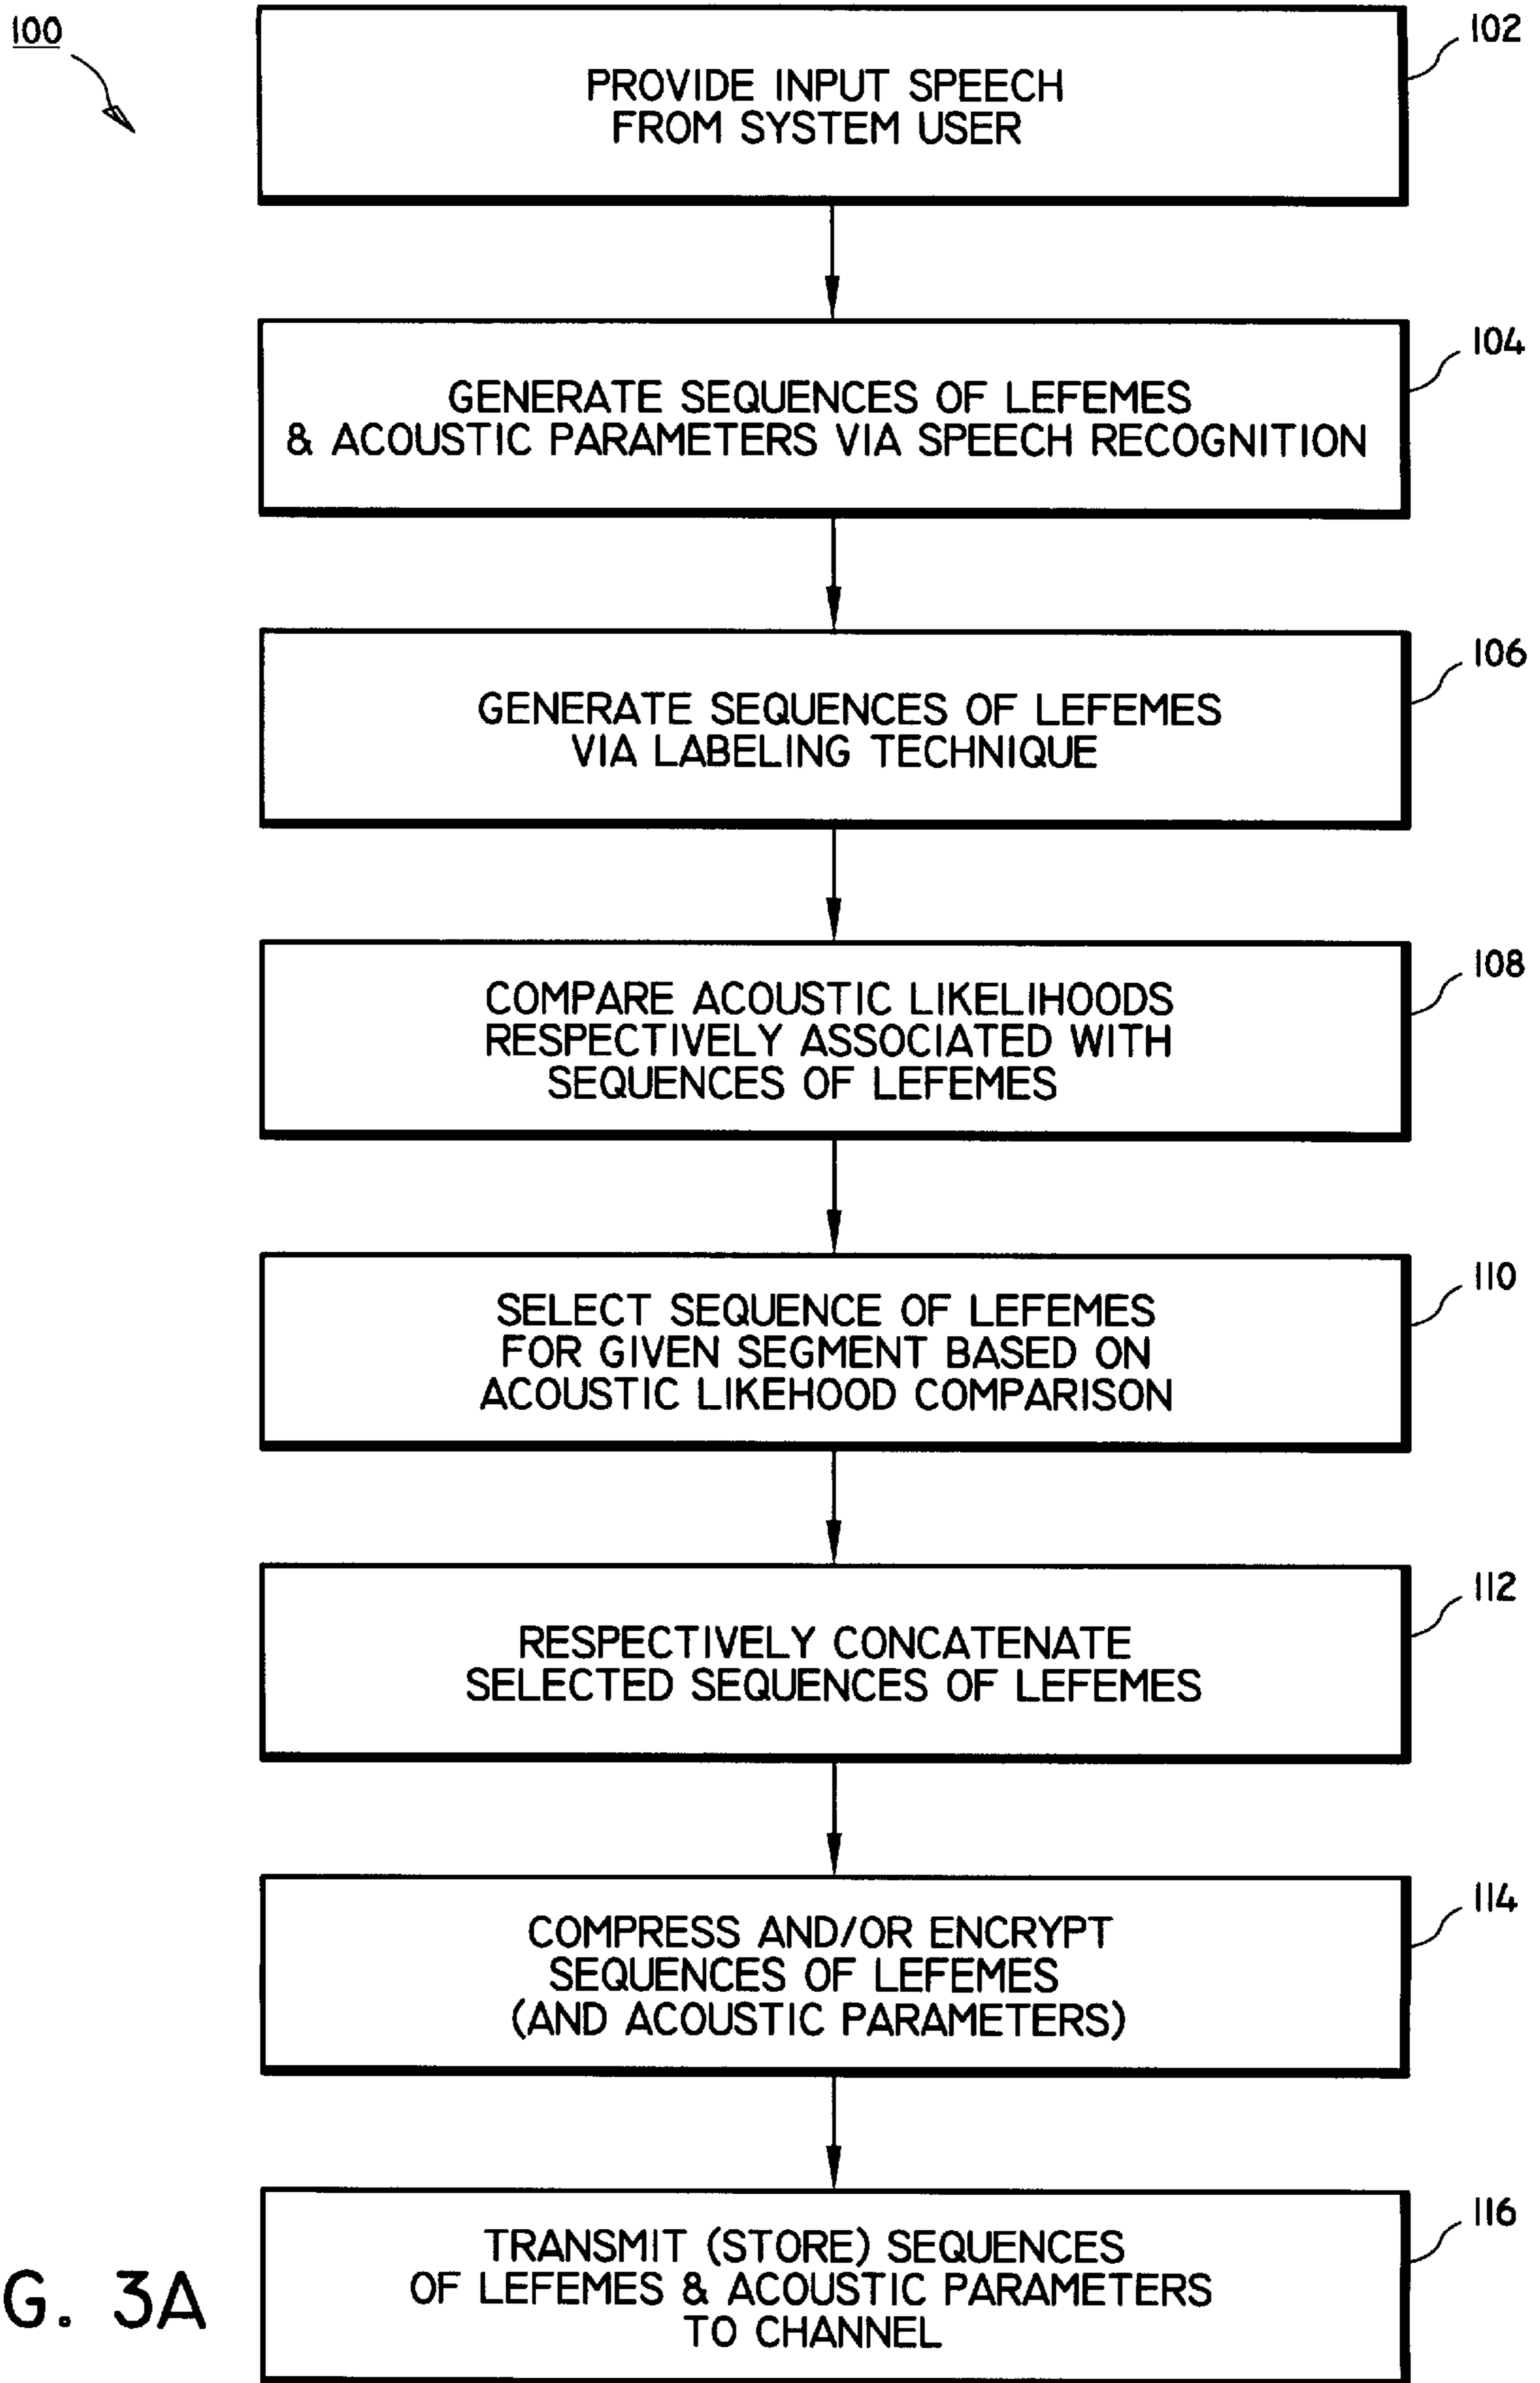 100
102
PROVIDE INPUT SPEECH
FROM SYSTEM USER
104
GENERATE SEQUENCES OF LEFEMES
& ACOUSTIC PARAMETERS VIA SPEECH RECOGNITION
106
GENERATE SEQUENCES OF LEFEMES
VIA LABELING TECHNIQUE
108
COMPARE ACOUSTIC LIKELIHOODS
RESPECTIVELY ASSOCIATED WITH
SEQUENCES OF LEFEMES
110
SELECT SEQUENCE OF LEFEMES
FOR GIVEN SEGMENT BASED ON
ACOUSTIC LIKEHOOD COMPARISON
112
RESPECTIVELY CONCATENATE
SELECTED SEQUENCES OF LEFEMES
114
COMPRESS AND/OR ENCRYPT
SEQUENCES OF LEFEMES
(AND ACOUSTIC PARAMETERS)
116
TRANSMIT (STORE) SEQUENCES
OF LEFEMES & ACOUSTIC PARAMETERS
TO CHANNEL
G. 3A